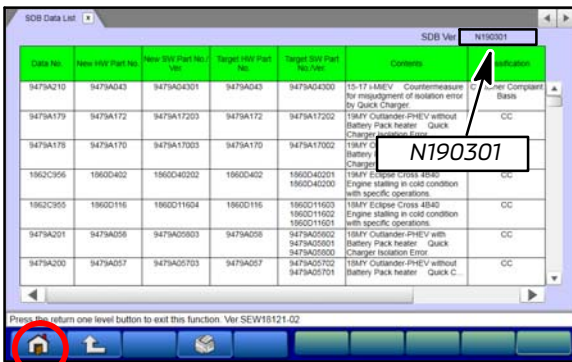 SDB Data List
SDB Ver. N190301
Data No. New HW Part No. New SW Part No./Ver. Target HW Part No. Target SW Part No./Ver. Contents
9479A210 9479A043 9479A04301 9479A043 9479A04300 15-17 i-MiEV Countermeasure for misjudgment of isolation error by Quick Charger. Customer Complaint Basis
9479A179 9479A172 9479A17203 9479A172 9479A17202 19MY Outlander-PHEV without Battery Pack heater Quick Charger Isolation Error CC
9479A178 9479A170 9479A17003 9479A170 9479A17002 Battery Charger
N190301
1862C956 1860D402 1860D40202 1860D402 1860D40201 1860D40200 19MY Eclipse Cross 4B40 Engine stalling in cold condition with specific operations. CC
1862C955 1860D116 1860D11604 1860D116 1860D11603 1860D11602 1860D11601 18MY Eclipse Cross 4B40 Engine stalling in cold condition with specific operations. CC
9479A201 9479A058 9479A05803 9479A058 9479A05802 9479A05801 9479A05800 18MY Outlander-PHEV with Battery Pack heater Quick Charger Isolation Error. CC
9479A200 9479A057 9479A05703 9479A057 9479A05702 9479A05701 18MY Outlander-PHEV without Battery Pack heater Quick C... CC
Press the return one level button to exit this function. Ver.SEW18121-02